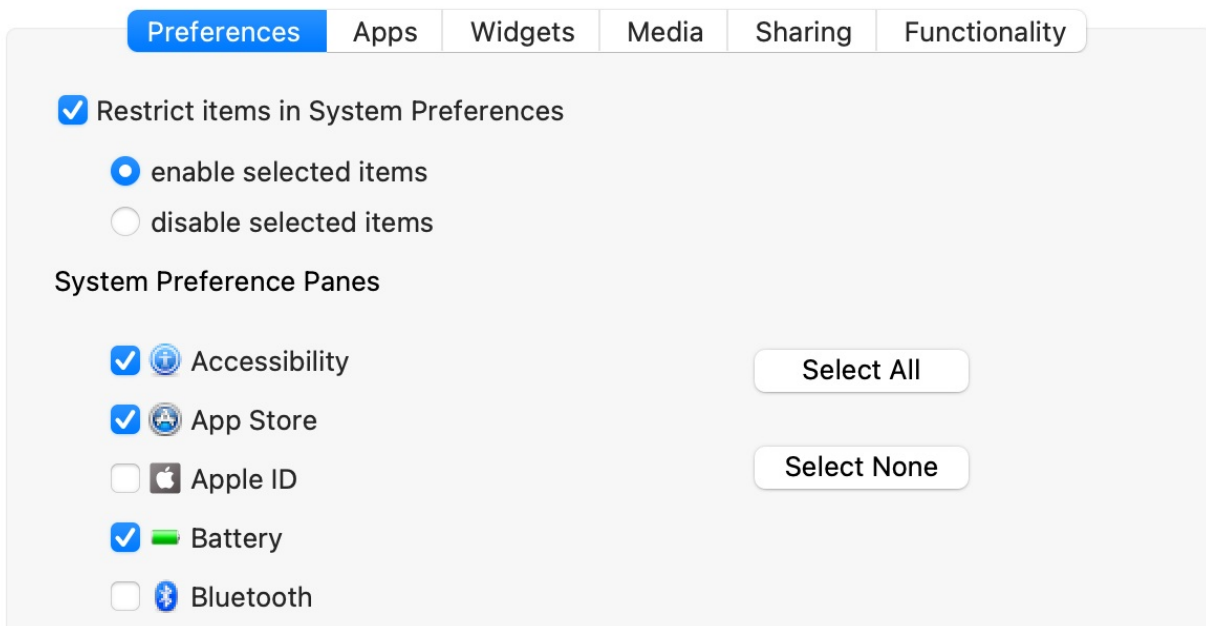 Preferences Apps Widgets Media Sharing Functionality
Restrict items in System Preferences
enable selected items
disable selected items
System Preference Panes
Accessibility
Select All
App Store
Select None
Apple ID
Battery
Bluetooth